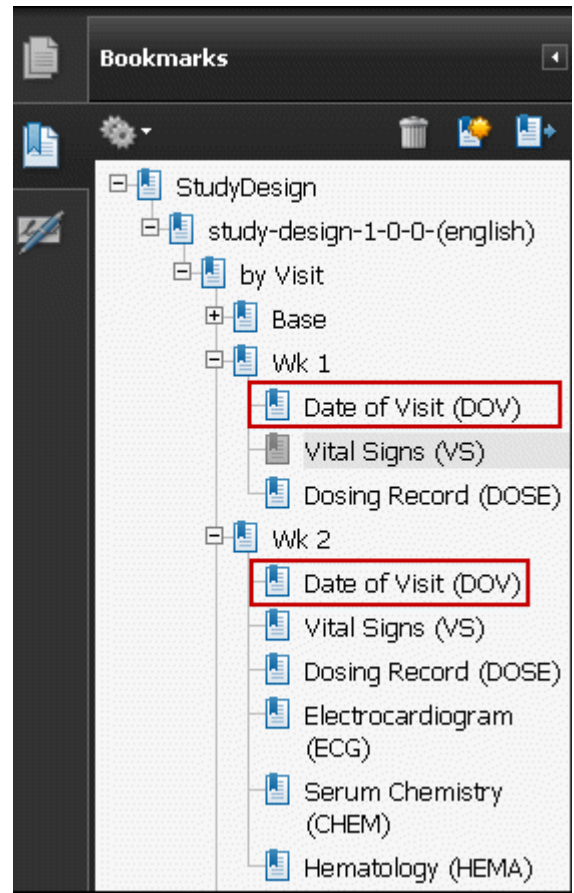 Bookmarks
StudyDesign
study-design-1-0-0-(english)
by Visit
Base
Wk 1
Date of Visit (DOV)
Vital Signs (VS)
Dosing Record (DOSE)
Wk 2
Date of Visit (DOV)
Vital Signs (VS)
Dosing Record (DOSE)
Electrocardiogram
(ECG)
Serum Chemistry
(CHEM)
Hematology (HEMA)